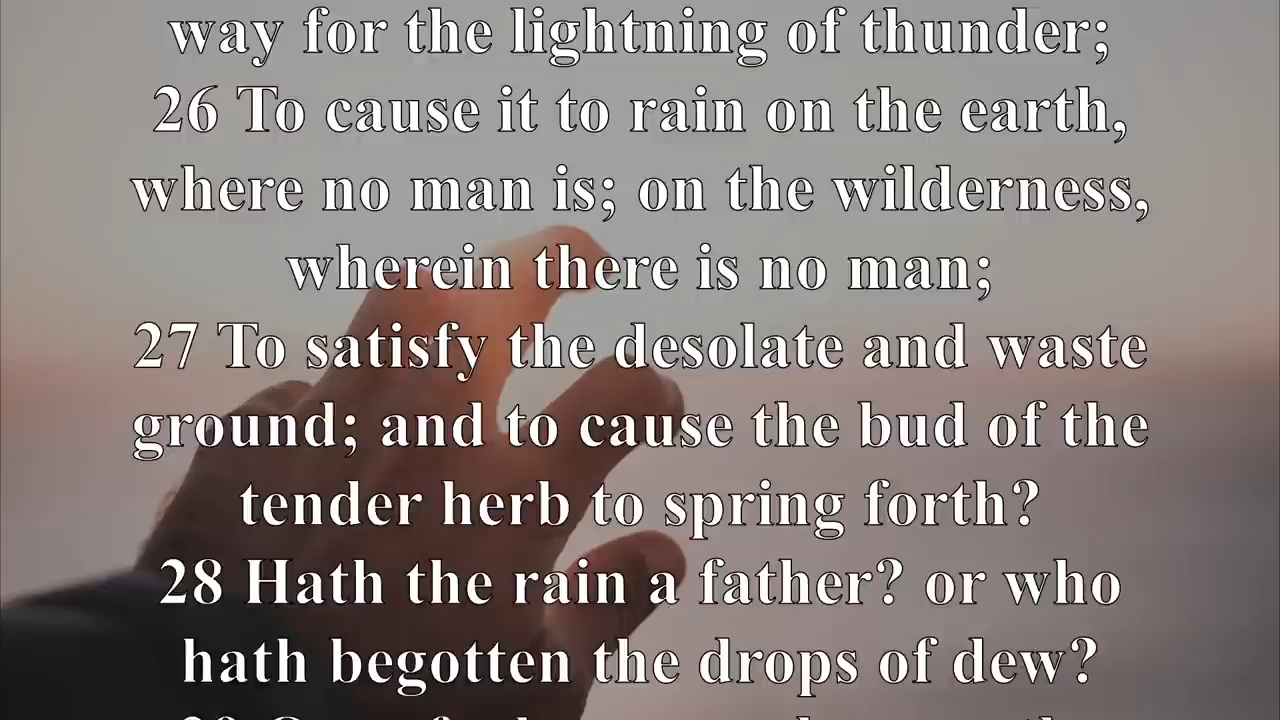 way for the lightning of thunder;
26 To cause it to rain on the earth,
where no man is; on the wilderness,
wherein there is no man;
27 To satisfy the desolate and waste
ground; and to cause the bud of the
tender herb to spring forth?
28 Hath the rain a father? or who
hath begotten the drops of dew?